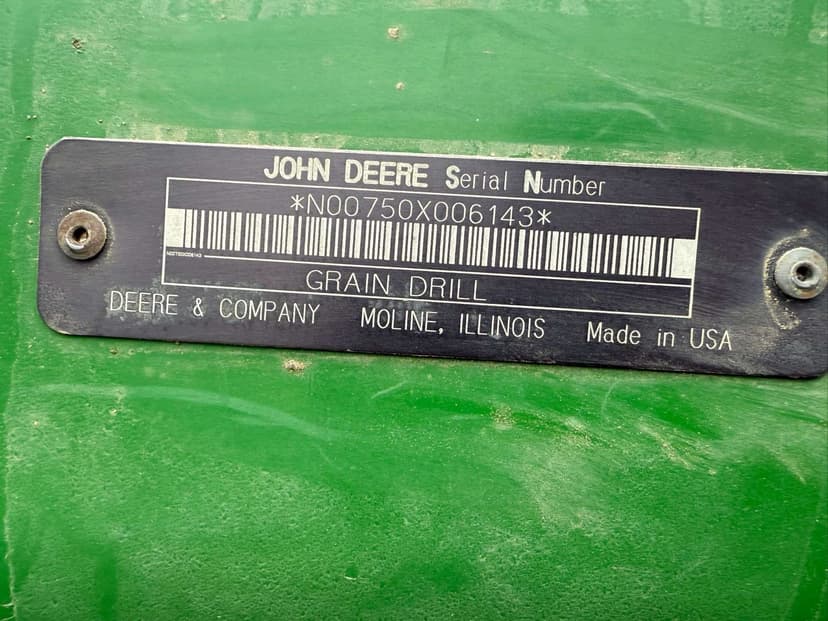 JOHN DEERE Serial Number
*N00750X006143*
GRAIN DRILL
DEERE & COMPANY MOLINE, ILLINOIS Made in USA